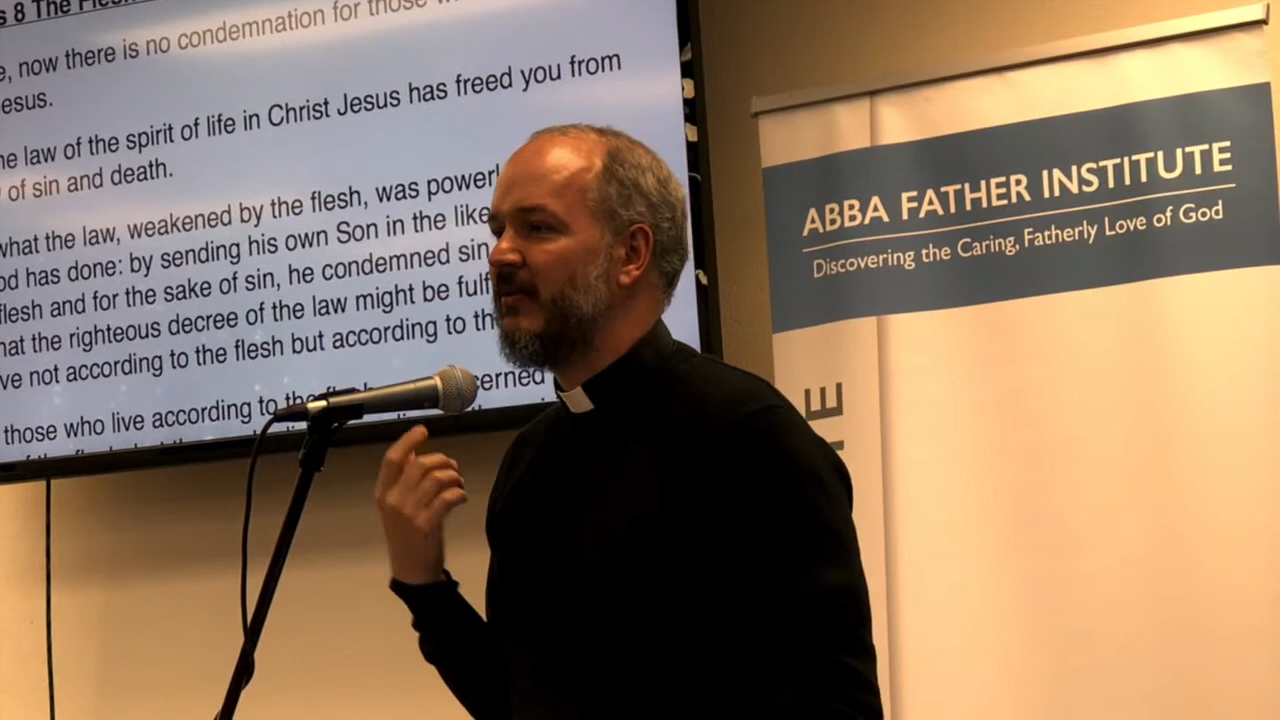 s 8 The Flesh
e, now there is no condemnation for those
esus.
he law of the spirit of life in Christ Jesus has freed you from
of sin and death.
what the law, weakened by the flesh, was powerl
od has done: by sending his own Son in the like
flesh and for the sake of sin, he condemned sin
hat the righteous decree of the law might be fulf
ve not according to the flesh but according to th
those who live according to the flesh cerned
ABBA FATHER INSTITUTE
Discovering the Caring, Fatherly Love of God
TE